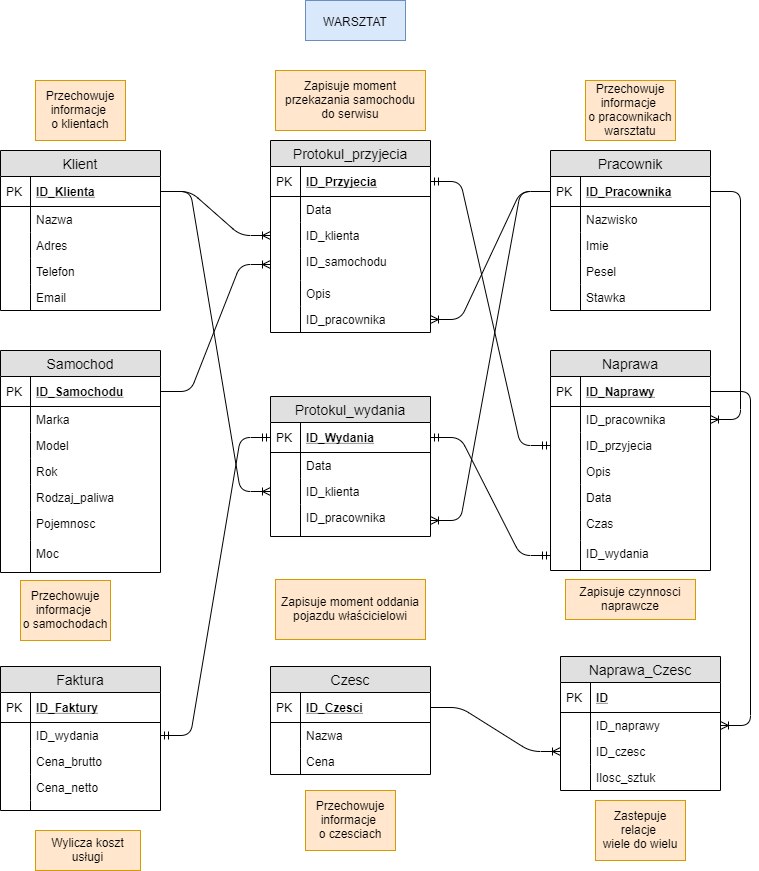 WARSZTAT
Przechowuje
informacje
o klientach
Zapisuje moment
przekazania samochodu
do serwisu
Przechowuje
informacje
o pracownikach
warsztatu
Klient
PK ID_Klienta
Nazwa
Adres
Telefon
Email
Protokul_przyjecia
PK ID_Przyjecia
Data
ID_klienta
ID_samochodu
Opis
ID_pracownika
Pracownik
PK ID_Pracownika
Nazwisko
Imie
Pesel
Stawka
Samochod
PK ID_Samochodu
Marka
Model
Rok
Rodzaj_paliwa
Pojemnosc
Moc
Protokul_wydania
PK ID_Wydania
Data
ID_klienta
ID_pracownika
Naprawa
PK ID_Naprawy
ID_pracownika
ID_przyjecia
Opis
Data
Czas
ID_wydania
Przechowuje
informacje
o samochodach
Zapisuje moment oddania
pojazdu właścicielowi
Zapisuje czynnosci
naprawcze
Faktura
PK ID_Faktury
ID_wydania
Cena_brutto
Cena_netto
Czesc
PK ID_Czesci
Nazwa
Cena
Naprawa_Czesc
PK ID
ID_naprawy
ID_czesc
Ilosc_sztuk
Wylicza koszt
usługi
Przechowuje
informacje
o czesciach
Zastepuje
relacje
wiele do wielu